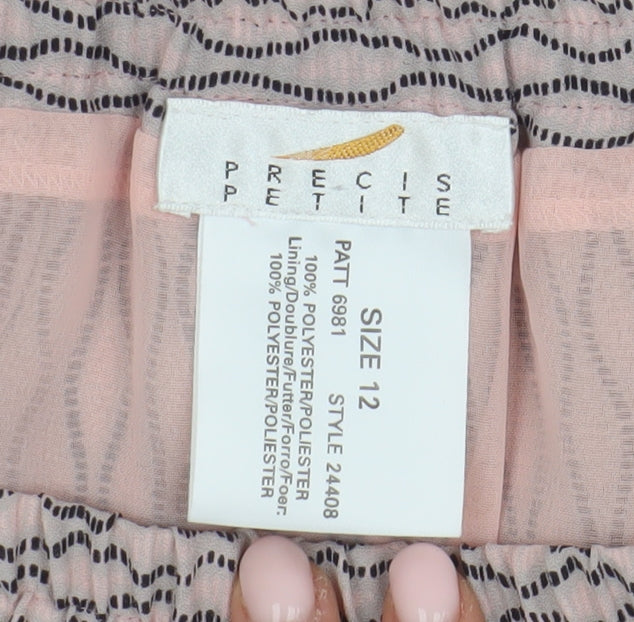 PRECIS
PETITE
SIZE 12
PATT 6981 STYLE 24408
100% POLYESTER/POLIESTER
Lining/Doublure/Futter/Forro/Foer:
100% POLYESTER/POLIESTER